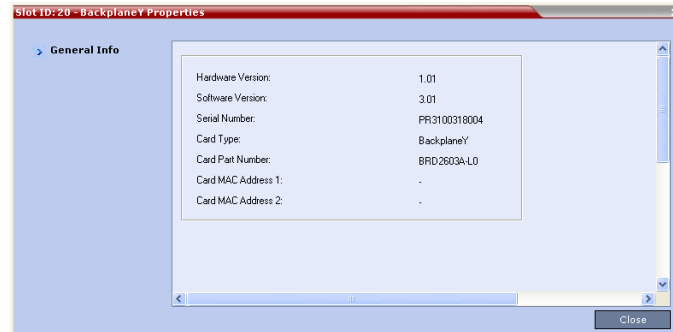 Slot ID: 20 - BackplaneY Properties
General Info
Hardware Version: 1.01
Software Version: 3.01
Serial Number: PR3100318004
Card Type: BackplaneY
Card Part Number: BRD2603A-L0
Card MAC Address 1: -
Card MAC Address 2: -
Close